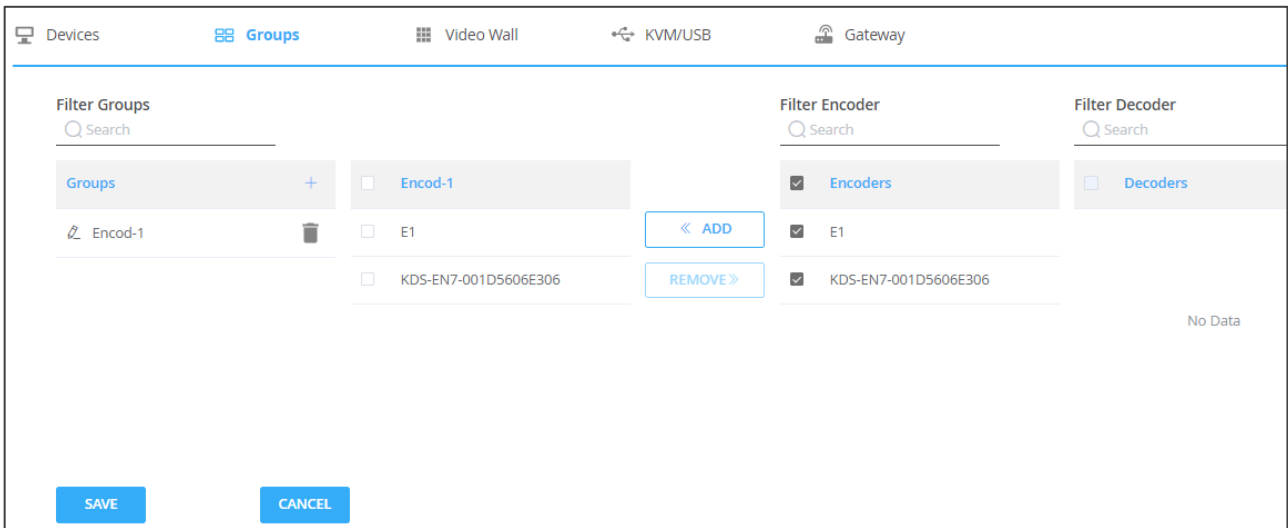 Devices Groups Video Wall KVM/USB Gateway
Filter Groups Filter Encoder Filter Decoder
Search Search Search
Groups + Encod-1 Encoders Decoders
Encod-1 E1 « ADD E1
KDS-EN7-001D5606E306 REMOVE » KDS-EN7-001D5606E306
No Data
SAVE CANCEL